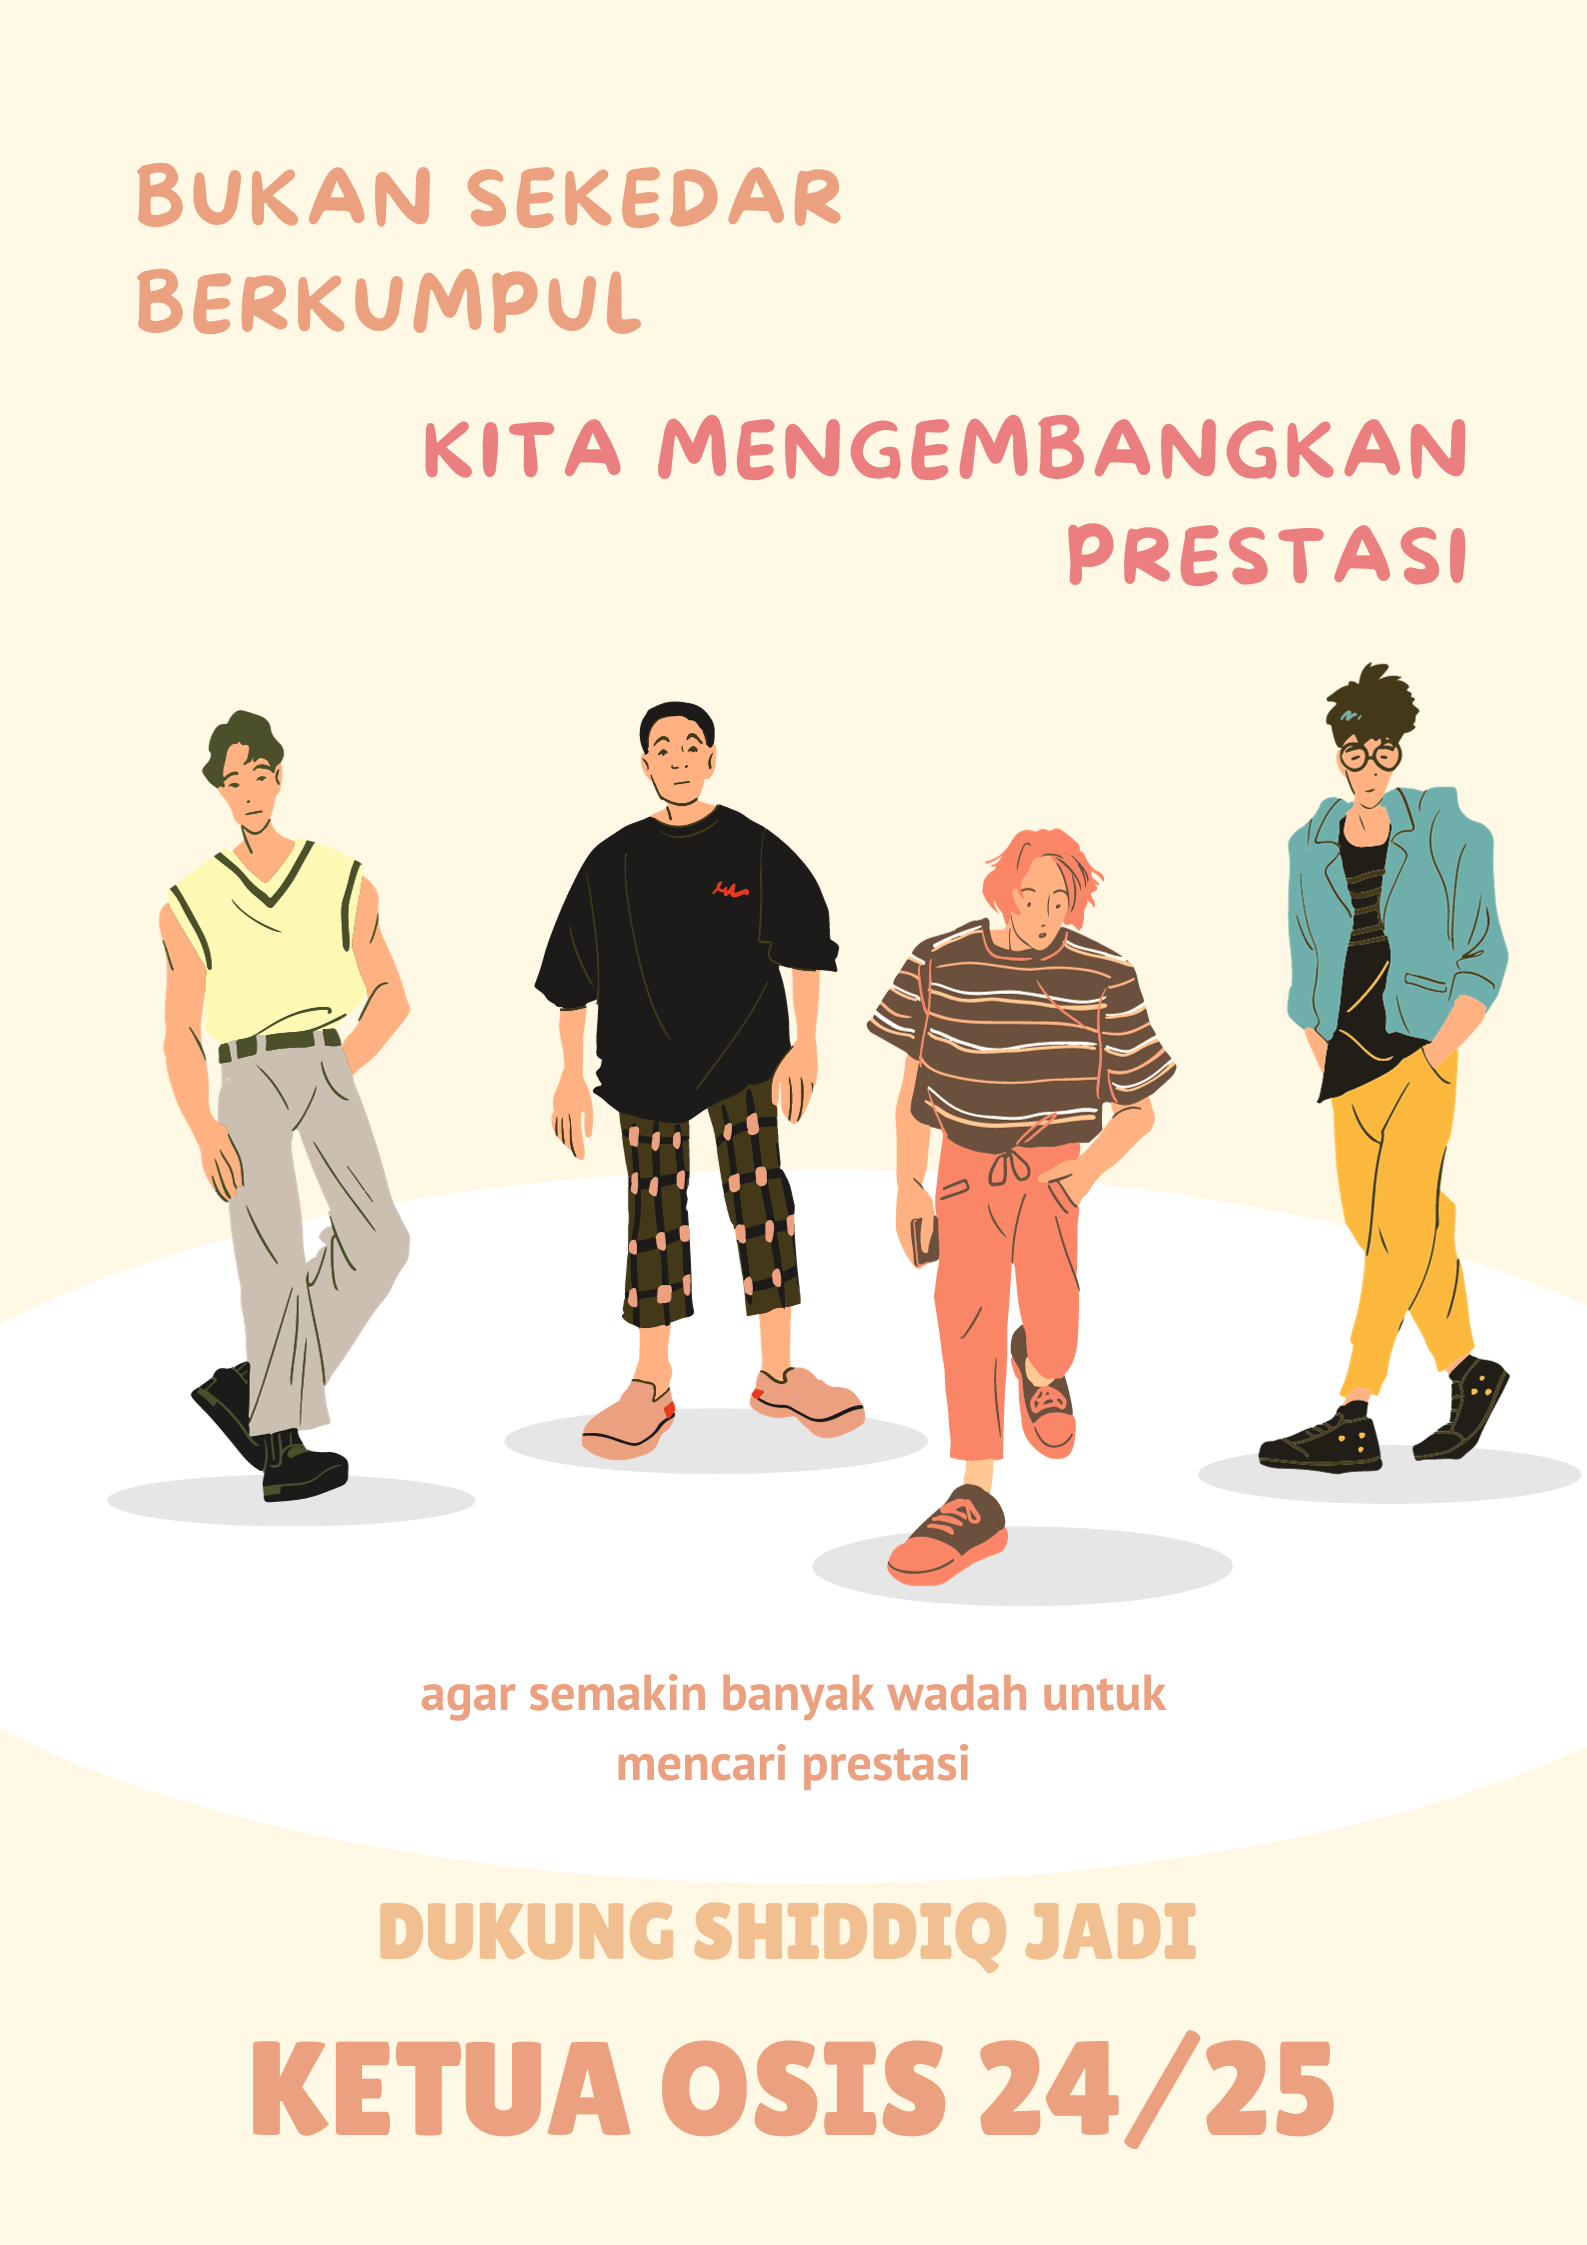 BUKAN SEKEDAR
BERKUMPUL
KITA MENGEMBANGKAN
PRESTASI
agar semakin banyak wadah untuk
mencari prestasi
DUKUNG SHIDDIQ JADI
KETUA OSIS 24/25